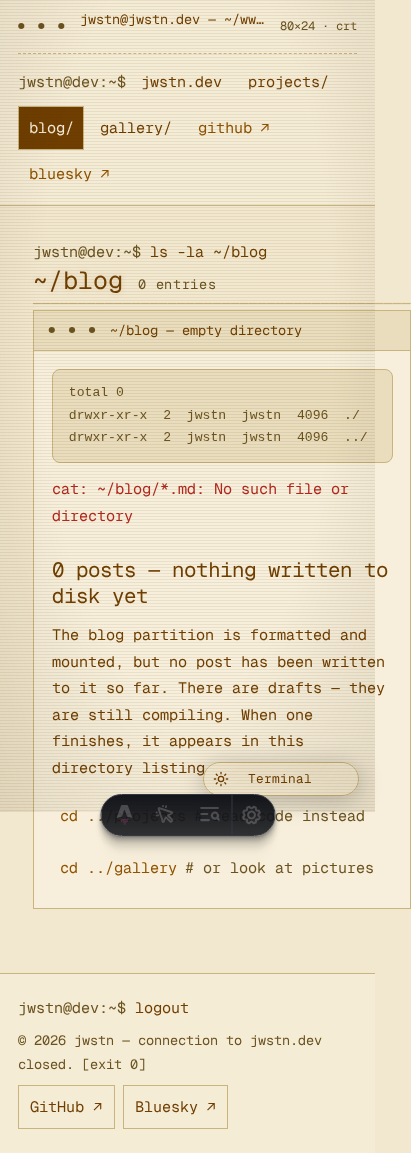 jwstn@jwstn.dev — ~/ww… 80×24 · crt
jwstn@dev:~$ jwstn.dev projects/
blog/ gallery/ github ↗
bluesky ↗
jwstn@dev:~$ ls -la ~/blog
~/blog 0 entries
~/blog — empty directory
total 0
drwxr-xr-x 2 jwstn jwstn 4096 ./
drwxr-xr-x 2 jwstn jwstn 4096 ../
cat: ~/blog/*.md: No such file or
directory
0 posts — nothing written to
disk yet
The blog partition is formatted and
mounted, but no post has been written
to it so far. There are drafts — they
are still compiling. When one
finishes, it appears in this
directory listing
Terminal
cd ../projects instead
cd ../gallery # or look at pictures
jwstn@dev:~$ logout
© 2026 jwstn — connection to jwstn.dev
closed. [exit 0]
GitHub ↗ Bluesky ↗